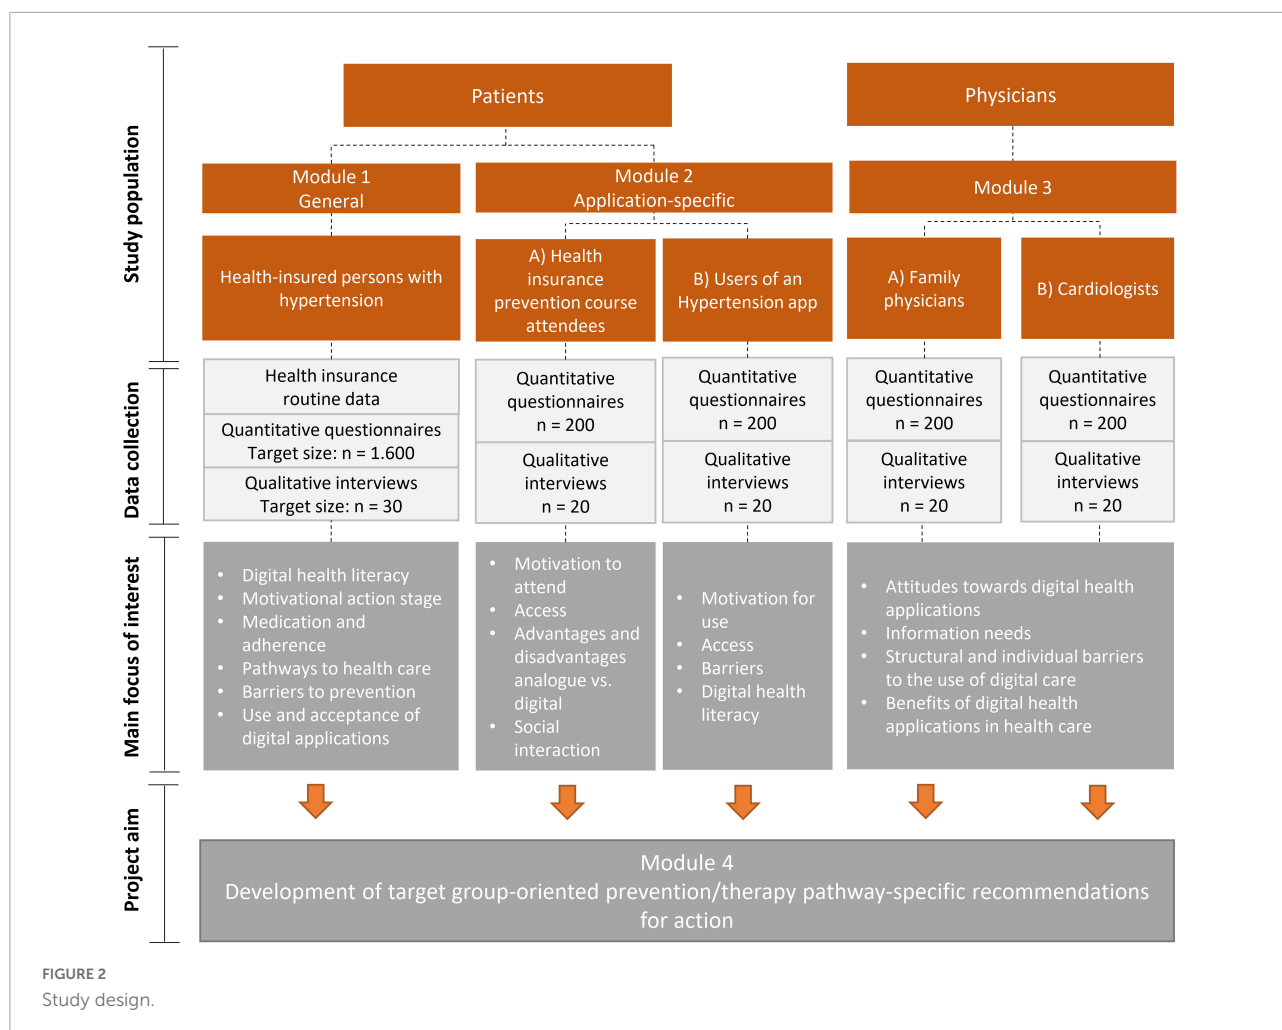 Study population
Patients
Physicians
Module 1
General
Module 2
Application-specific
Module 3
Health-insured persons with
hypertension
A) Health
insurance
prevention course
attendees
B) Users of an
Hypertension app
A) Family
physicians
B) Cardiologists
Data collection
Health insurance
routine data
Quantitative questionnaires
Target size: n = 1.600
Qualitative interviews
Target size: n = 30
Quantitative
questionnaires
n = 200
Qualitative
interviews
n = 20
Quantitative
questionnaires
n = 200
Qualitative
interviews
n = 20
Quantitative
questionnaires
n = 200
Qualitative
interviews
n = 20
Quantitative
questionnaires
n = 200
Qualitative
interviews
n = 20
Main focus of interest
• Digital health literacy
• Motivational action stage
• Medication and
adherence
• Pathways to health care
• Barriers to prevention
• Use and acceptance of
digital applications
• Motivation to
attend
• Access
• Advantages and
disadvantages
analogue vs.
digital
• Social
interaction
• Motivation for
use
• Access
• Barriers
• Digital health
literacy
• Attitudes towards digital health
applications
• Information needs
• Structural and individual barriers
to the use of digital care
• Benefits of digital health
applications in health care
Project aim
Module 4
Development of target group-oriented prevention/therapy pathway-specific recommendations
for action
FIGURE 2
Study design.